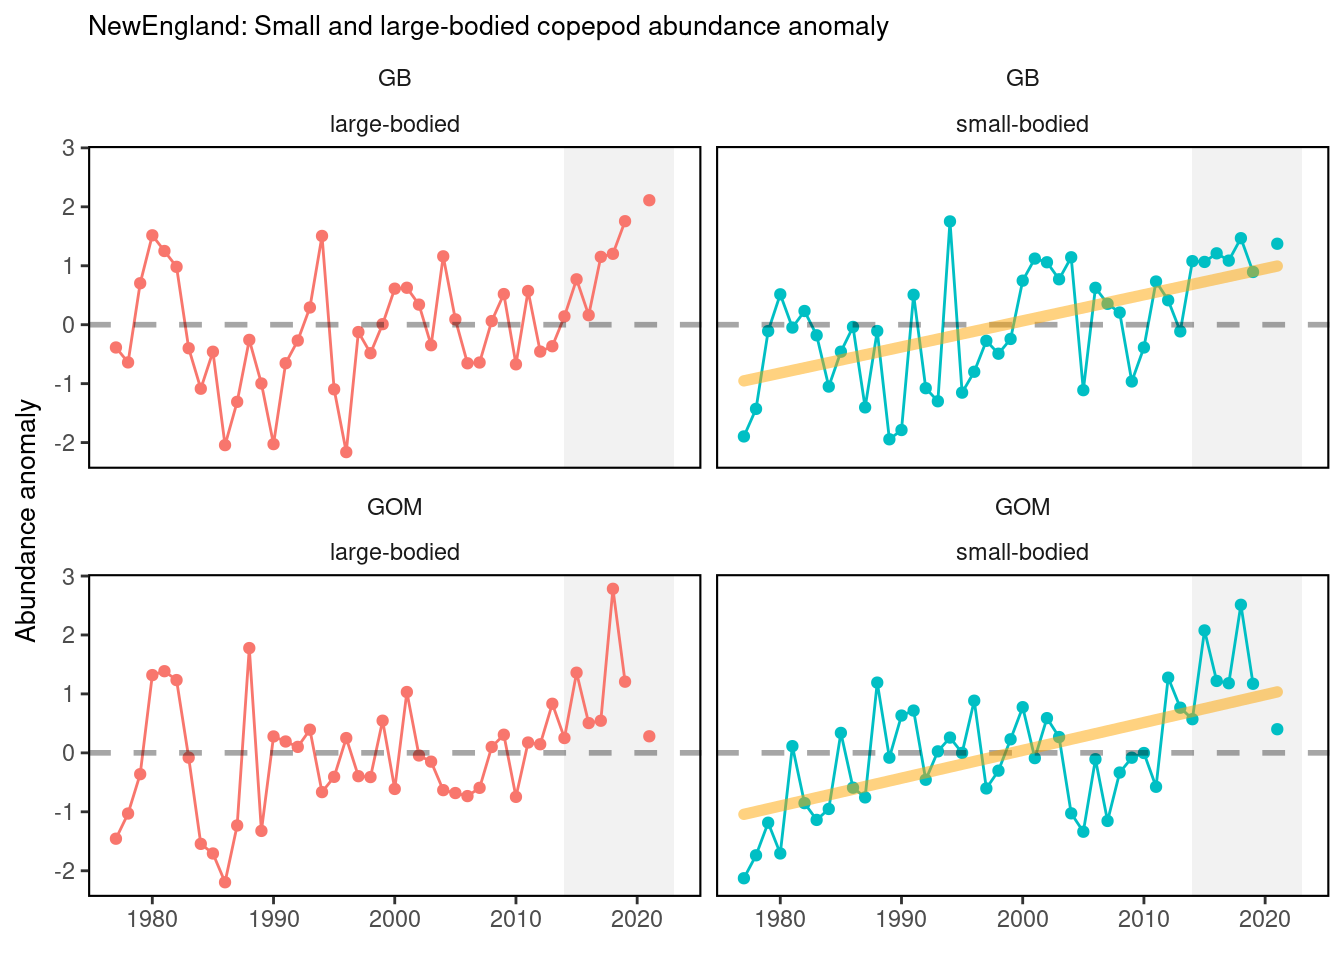 NewEngland: Small and large-bodied copepod abundance anomaly
GB
GB
large-bodied
small-bodied
3
2
1
0
-1
-2
Abundance anomaly
GOM
GOM
large-bodied
small-bodied
3
2
1
0
-1
-2
1980 1990 2000 2010 2020
1980 1990 2000 2010 2020